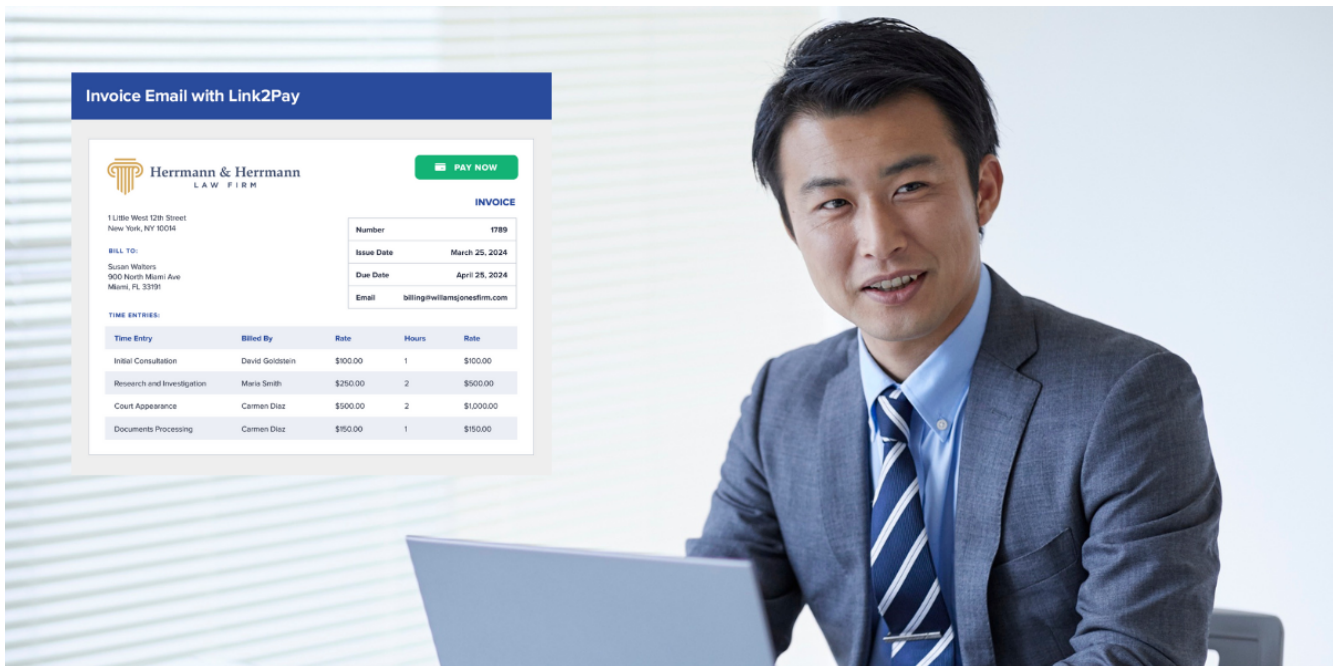 Invoice Email with Link2Pay
Herrmann & Herrmann
LAW FIRM
PAY NOW
INVOICE
1 Little West 12th Street
New York, NY 10014
BILL TO:
Susan Walters
900 North Miami Ave
Miami, FL 33191
Number 1789
Issue Date March 25, 2024
Due Date April 25, 2024
Email billing@willamsjonesfirm.com
TIME ENTRIES:
Time Entry Billed By Rate Hours Rate
Initial Consultation David Goldstein $100.00 1 $100.00
Research and Investigation Maria Smith $250.00 2 $500.00
Court Appearance Carmen Diaz $500.00 2 $1,000.00
Documents Processing Carmen Diaz $150.00 1 $150.00